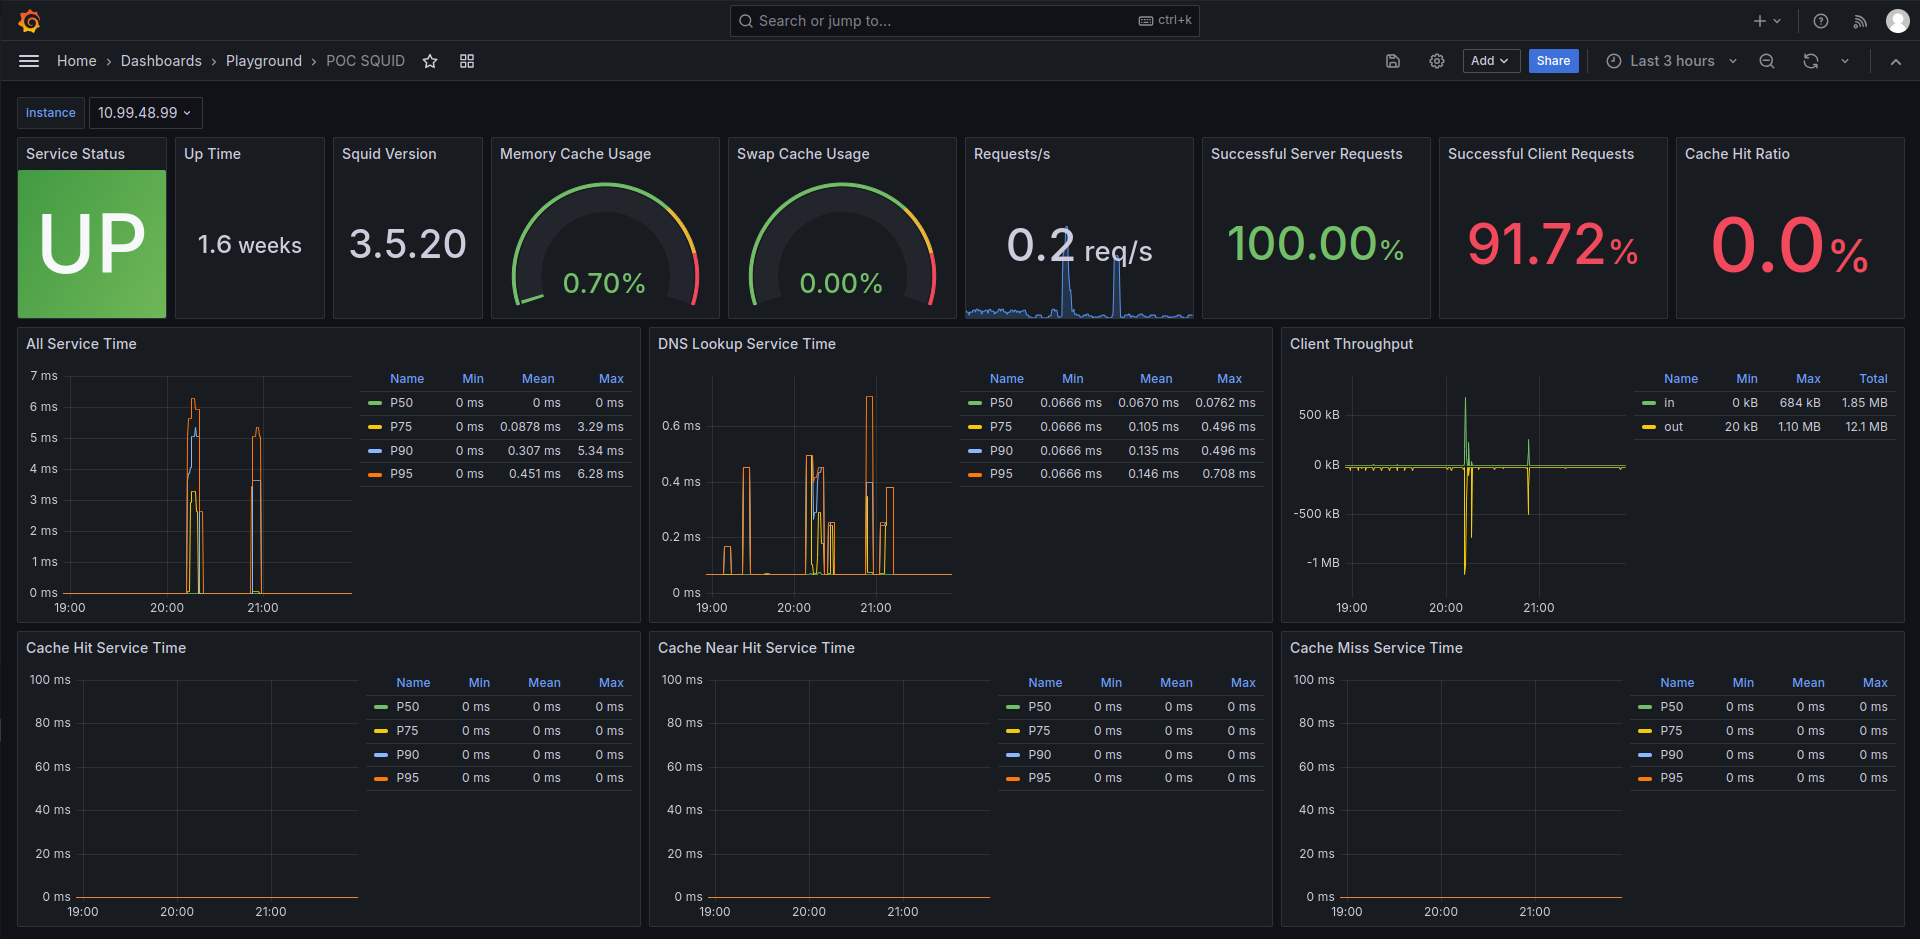 Search or jump to... ctrl+k
Home › Dashboards › Playground › POC SQUID Add Share Last 3 hours
Instance 10.99.48.99
Service Status
UP
Up Time
1.6 weeks
Squid Version
3.5.20
Memory Cache Usage
0.70%
Swap Cache Usage
0.00%
Requests/s
0.2 req/s
Successful Server Requests
100.00%
Successful Client Requests
91.72%
Cache Hit Ratio
0.0%
All Service Time
7 ms
6 ms
5 ms
4 ms
3 ms
2 ms
1 ms
0 ms
19:00 20:00 21:00
Name Min Mean Max
P50 0 ms 0 ms 0 ms
P75 0 ms 0.0878 ms 3.29 ms
P90 0 ms 0.307 ms 5.34 ms
P95 0 ms 0.451 ms 6.28 ms
DNS Lookup Service Time
0.6 ms
0.4 ms
0.2 ms
0 ms
19:00 20:00 21:00
Name Min Mean Max
P50 0.0666 ms 0.0670 ms 0.0762 ms
P75 0.0666 ms 0.105 ms 0.496 ms
P90 0.0666 ms 0.135 ms 0.496 ms
P95 0.0666 ms 0.146 ms 0.708 ms
Client Throughput
500 kB
0 kB
-500 kB
-1 MB
19:00 20:00 21:00
Name Min Max Total
in 0 kB 684 kB 1.85 MB
out 20 kB 1.10 MB 12.1 MB
Cache Hit Service Time
100 ms
80 ms
60 ms
40 ms
20 ms
0 ms
19:00 20:00 21:00
Name Min Mean Max
P50 0 ms 0 ms 0 ms
P75 0 ms 0 ms 0 ms
P90 0 ms 0 ms 0 ms
P95 0 ms 0 ms 0 ms
Cache Near Hit Service Time
100 ms
80 ms
60 ms
40 ms
20 ms
0 ms
19:00 20:00 21:00
Name Min Mean Max
P50 0 ms 0 ms 0 ms
P75 0 ms 0 ms 0 ms
P90 0 ms 0 ms 0 ms
P95 0 ms 0 ms 0 ms
Cache Miss Service Time
100 ms
80 ms
60 ms
40 ms
20 ms
0 ms
19:00 20:00 21:00
Name Min Mean Max
P50 0 ms 0 ms 0 ms
P75 0 ms 0 ms 0 ms
P90 0 ms 0 ms 0 ms
P95 0 ms 0 ms 0 ms